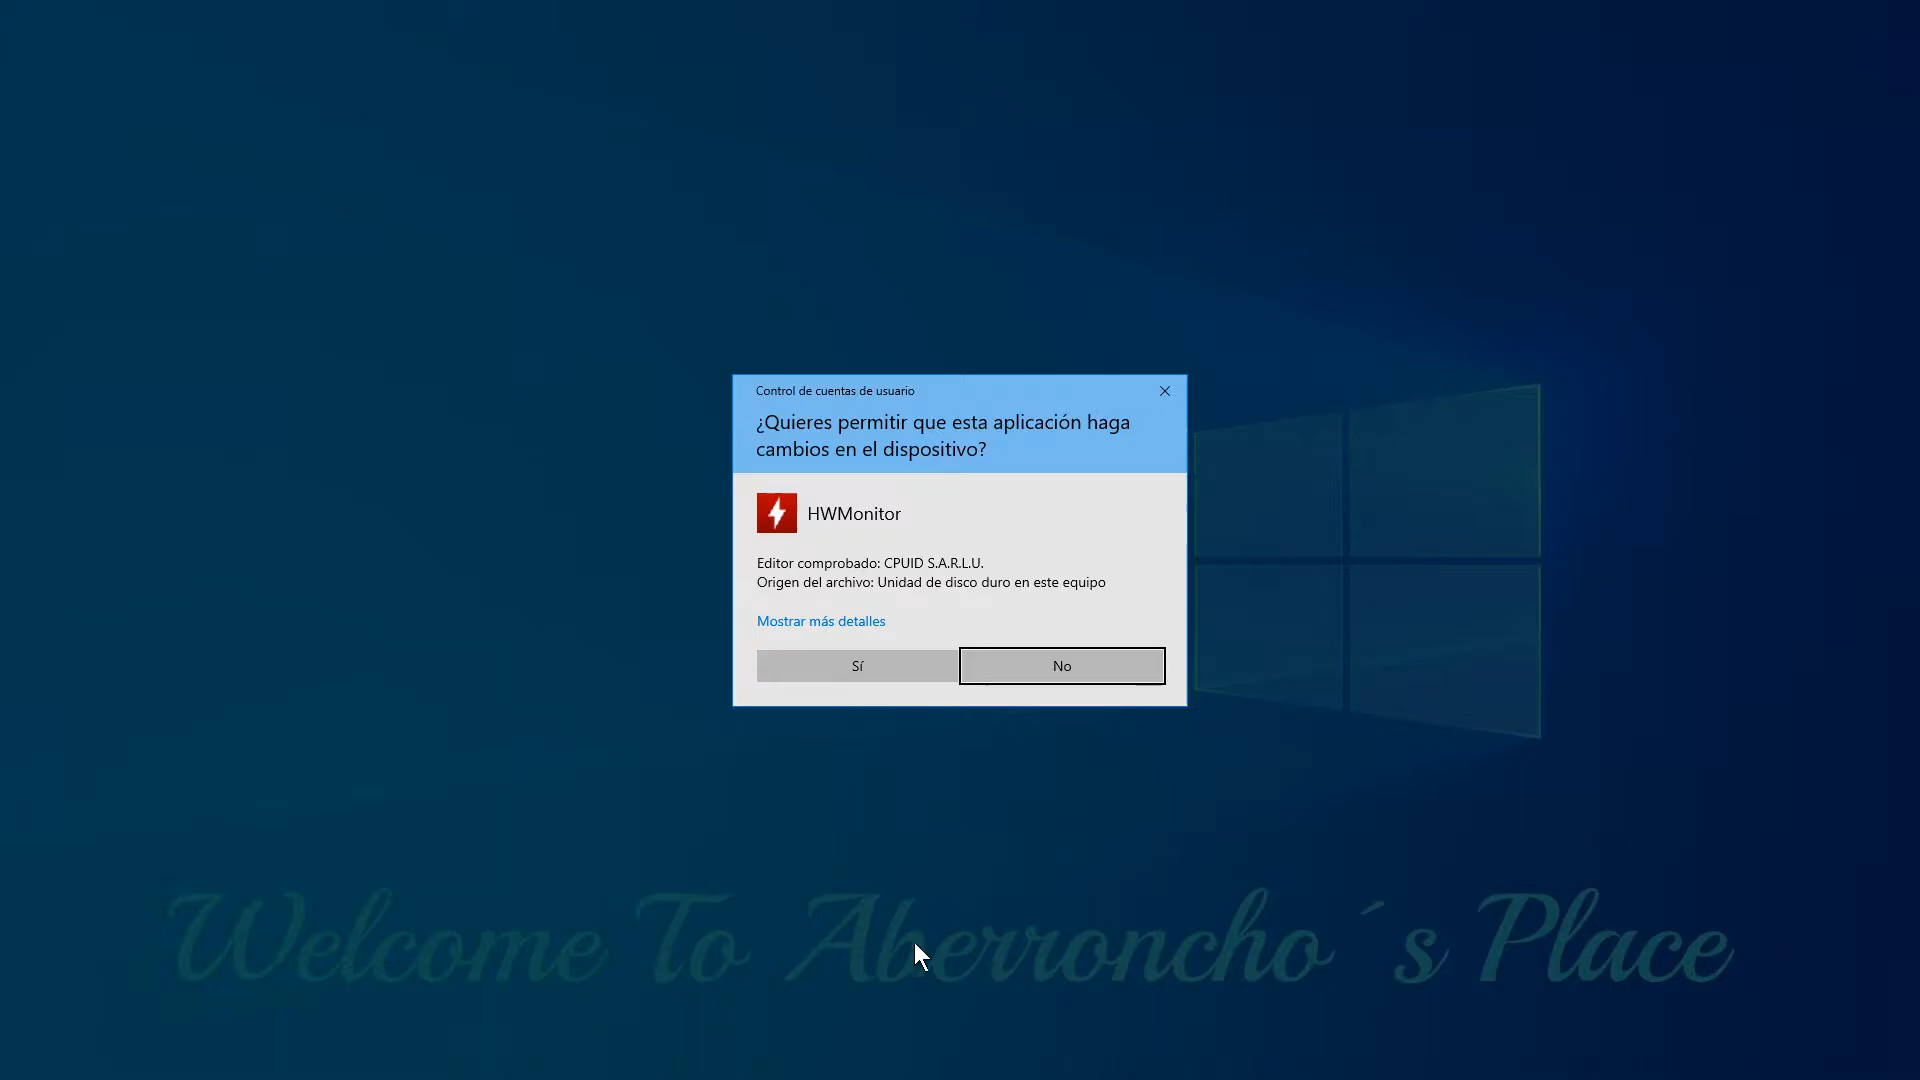 Control de cuentas de usuario
¿Quieres permitir que esta aplicación haga
cambios en el dispositivo?
HWMonitor
Editor comprobado: CPUID S.A.R.L.U.
Origen del archivo: Unidad de disco duro en este equipo
Mostrar más detalles
Sí No
Welcome To Aberroncho´s Place